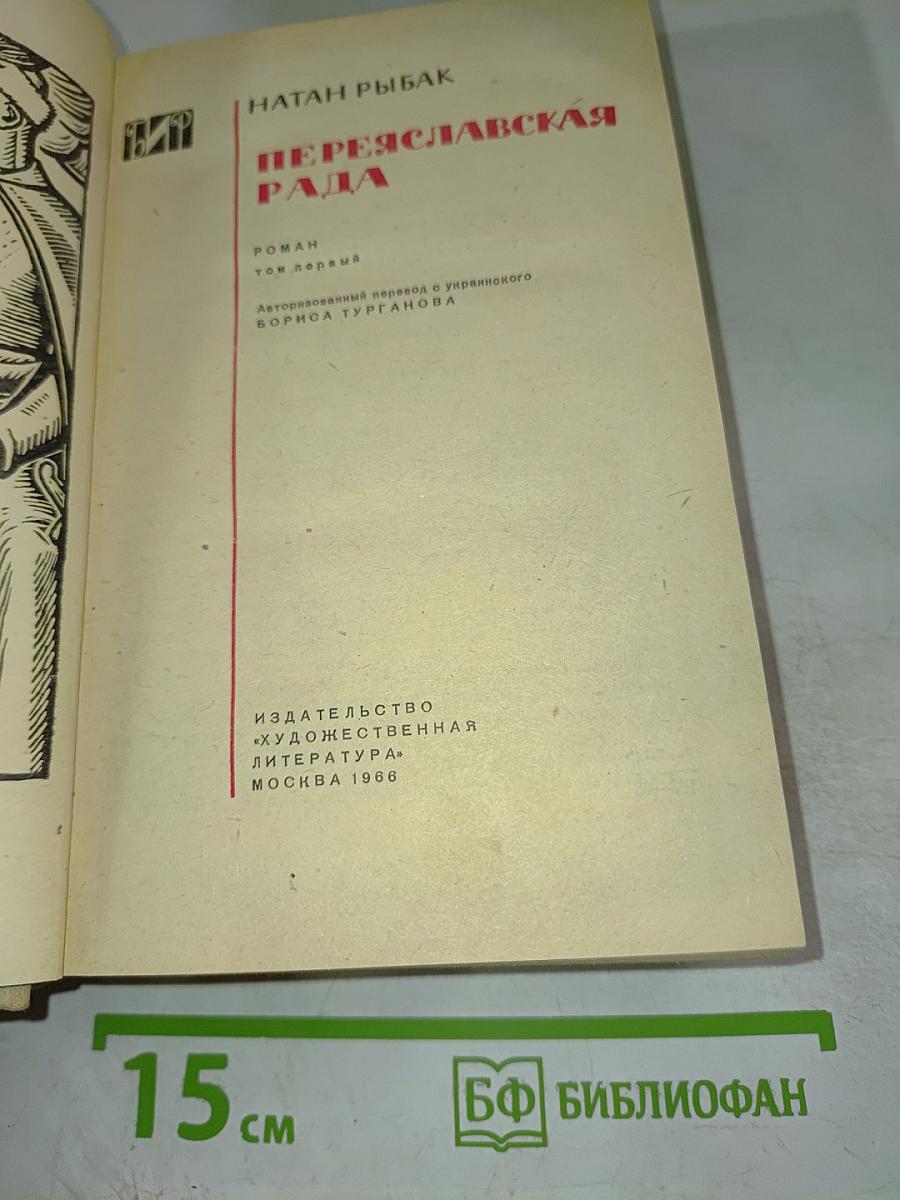 БИР
НАТАН РЫБАК
ПЕРЕЯСЛАВСКАЯ
РАДА
РОМАН
том первый
Авторизованный перевод с украинского
БОРИСА ТУРГАНОВА
ИЗДАТЕЛЬСТВО
«ХУДОЖЕСТВЕННАЯ
ЛИТЕРАТУРА»
МОСКВА 1966
15 см
БФ БИБЛИОФАН